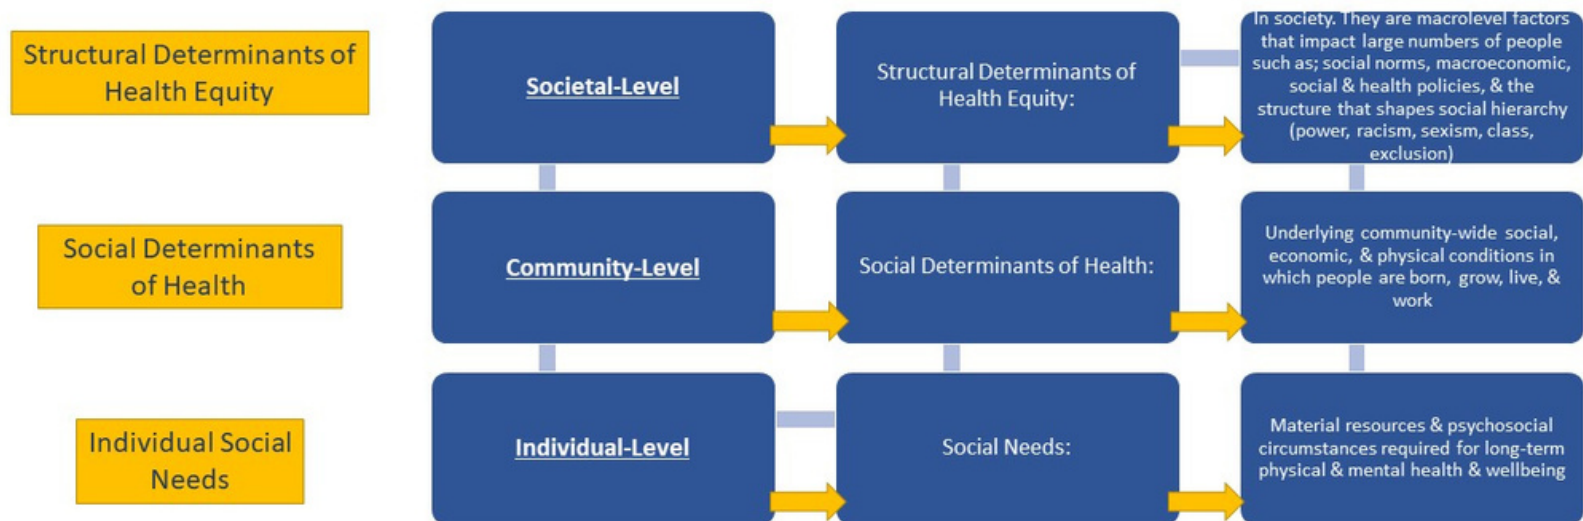 Structural Determinants of
Health Equity
Societal-Level
Structural Determinants of
Health Equity:
In society. They are macrolevel factors
that impact large numbers of people
such as; social norms, macroeconomic,
social & health policies, & the
structure that shapes social hierarchy
(power, racism, sexism, class,
exclusion)
Social Determinants
of Health
Community-Level
Social Determinants of Health:
Underlying community-wide social,
economic, & physical conditions in
which people are born, grow, live, &
work
Individual Social
Needs
Individual-Level
Social Needs:
Material resources & psychosocial
circumstances required for long-term
physical & mental health & wellbeing